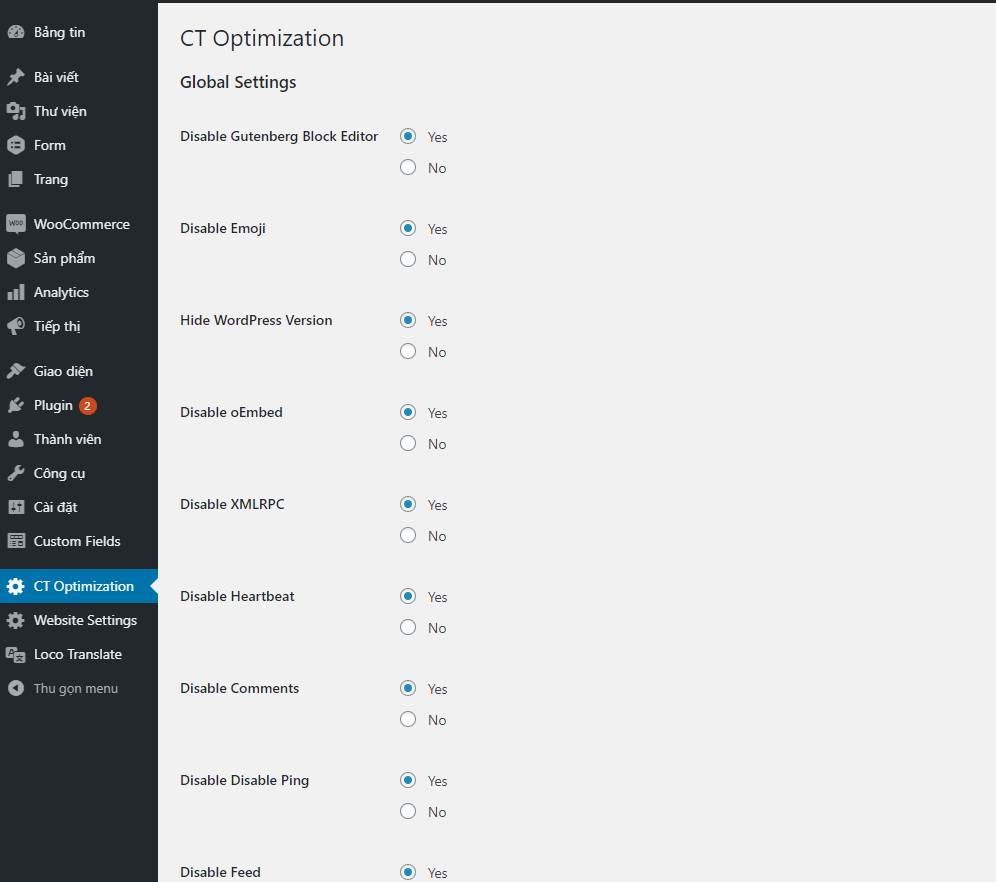 Bảng tin
Bài viết
Thư viện
Form
Trang
WooCommerce
Sản phẩm
Analytics
Tiếp thị
Giao diện
Plugin 2
Thành viên
Công cụ
Cài đặt
Custom Fields
CT Optimization
Website Settings
Loco Translate
Thu gọn menu
CT Optimization
Global Settings
Disable Gutenberg Block Editor Yes
No
Disable Emoji Yes
No
Hide WordPress Version Yes
No
Disable oEmbed Yes
No
Disable XMLRPC Yes
No
Disable Heartbeat Yes
No
Disable Comments Yes
No
Disable Disable Ping Yes
No
Disable Feed Yes